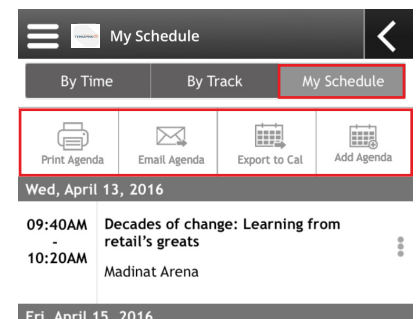 My Schedule
By Time By Track My Schedule
Print Agenda Email Agenda Export to Cal Add Agenda
Wed, April 13, 2016
09:40AM Decades of change: Learning from
- retail's greats
10:20AM Madinat Arena
Fri, April 15, 2016